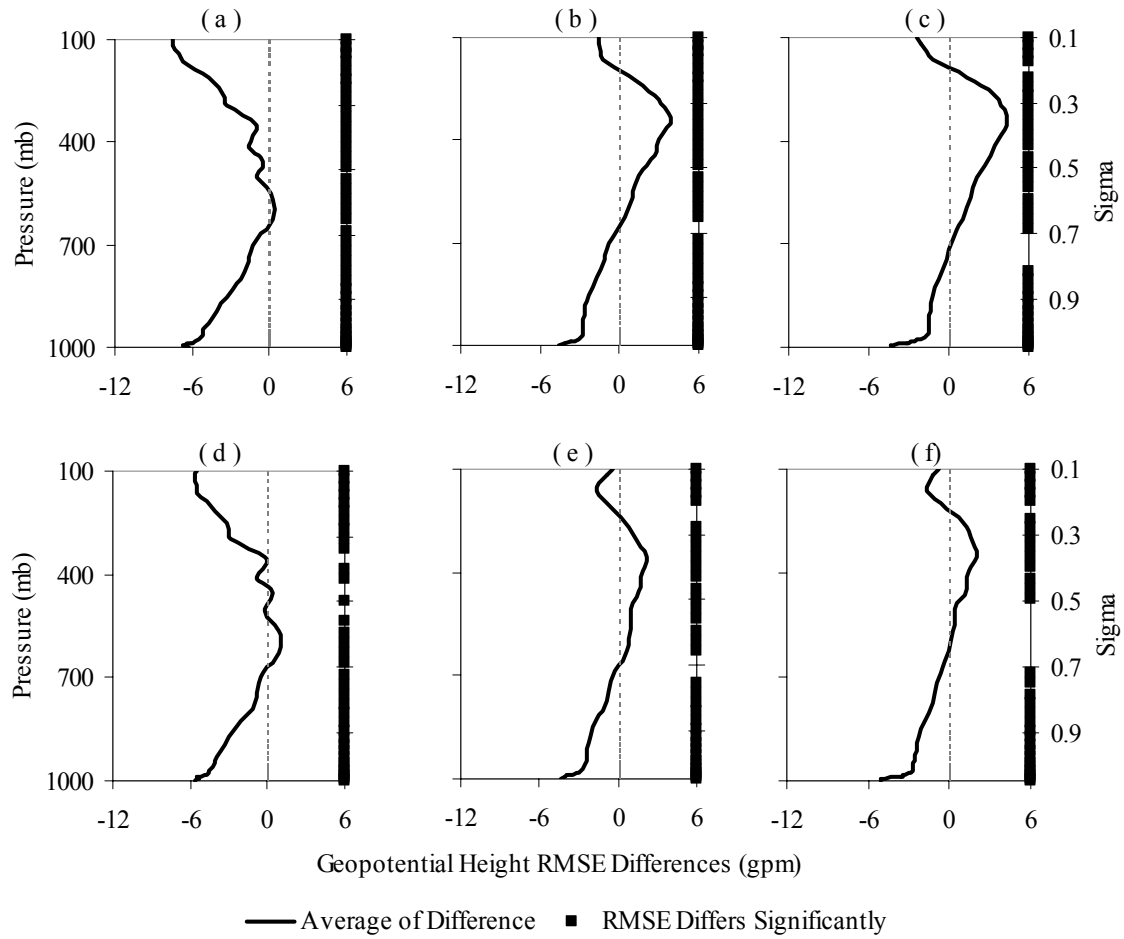 ( a )
( b )
( c )
100
400
700
1000
Pressure (mb)
0.1
0.3
0.5
0.7
0.9
Sigma
-12 -6 0 6
-12 -6 0 6
-12 -6 0 6
( d )
( e )
( f )
100
400
700
1000
Pressure (mb)
0.1
0.3
0.5
0.7
0.9
Sigma
-12 -6 0 6
-12 -6 0 6
-12 -6 0 6
Geopotential Height RMSE Differences (gpm)
Average of Difference RMSE Differs Significantly